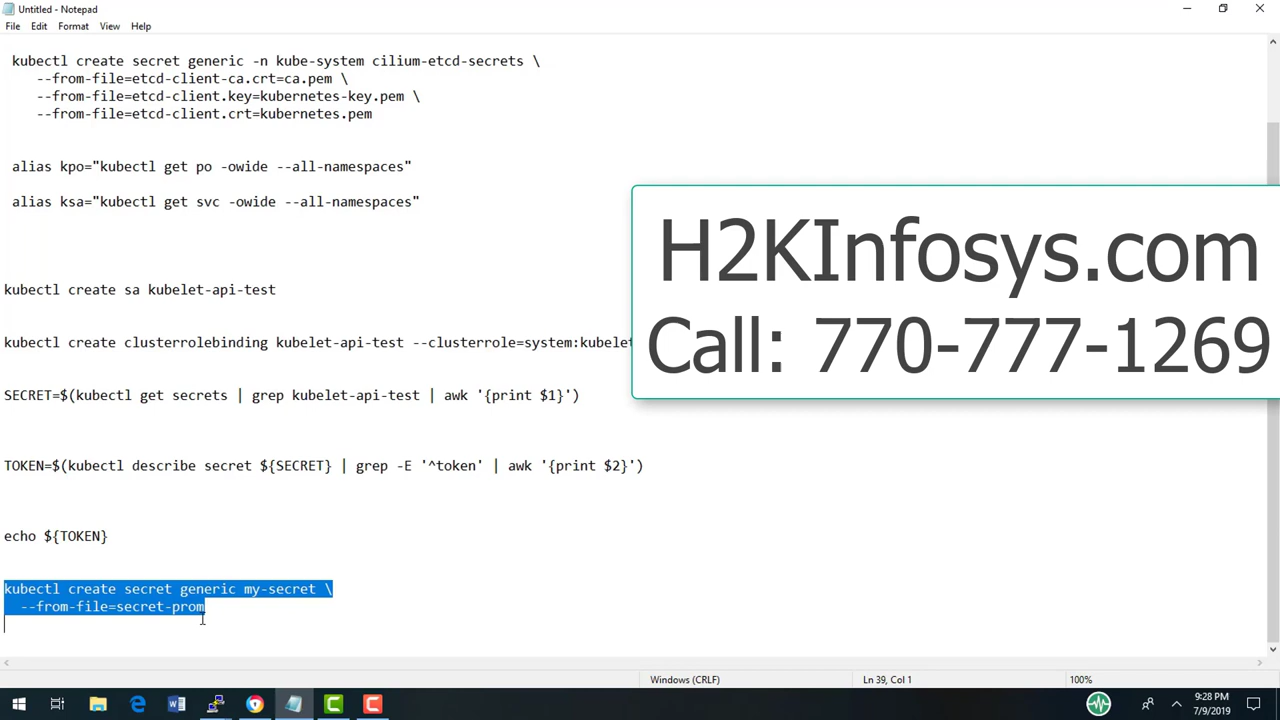 Untitled - Notepad
File Edit Format View Help
kubectl create secret generic -n kube-system cilium-etcd-secrets \
--from-file=etcd-client-ca.crt=ca.pem \
--from-file=etcd-client.key=kubernetes-key.pem \
--from-file=etcd-client.crt=kubernetes.pem
alias kpo="kubectl get po -owide --all-namespaces"
alias ksa="kubectl get svc -owide --all-namespaces"
H2KInfosys.com
Call: 770-777-1269
kubectl create sa kubelet-api-test
kubectl create clusterrolebinding kubelet-api-test --clusterrole=system:kubelet
SECRET=$(kubectl get secrets | grep kubelet-api-test | awk '{print $1}')
TOKEN=$(kubectl describe secret ${SECRET} | grep -E '^token' | awk '{print $2}')
echo ${TOKEN}
kubectl create secret generic my-secret \
--from-file=secret-prom
Windows (CRLF) Ln 39, Col 1 100%
9:28 PM
7/9/2019